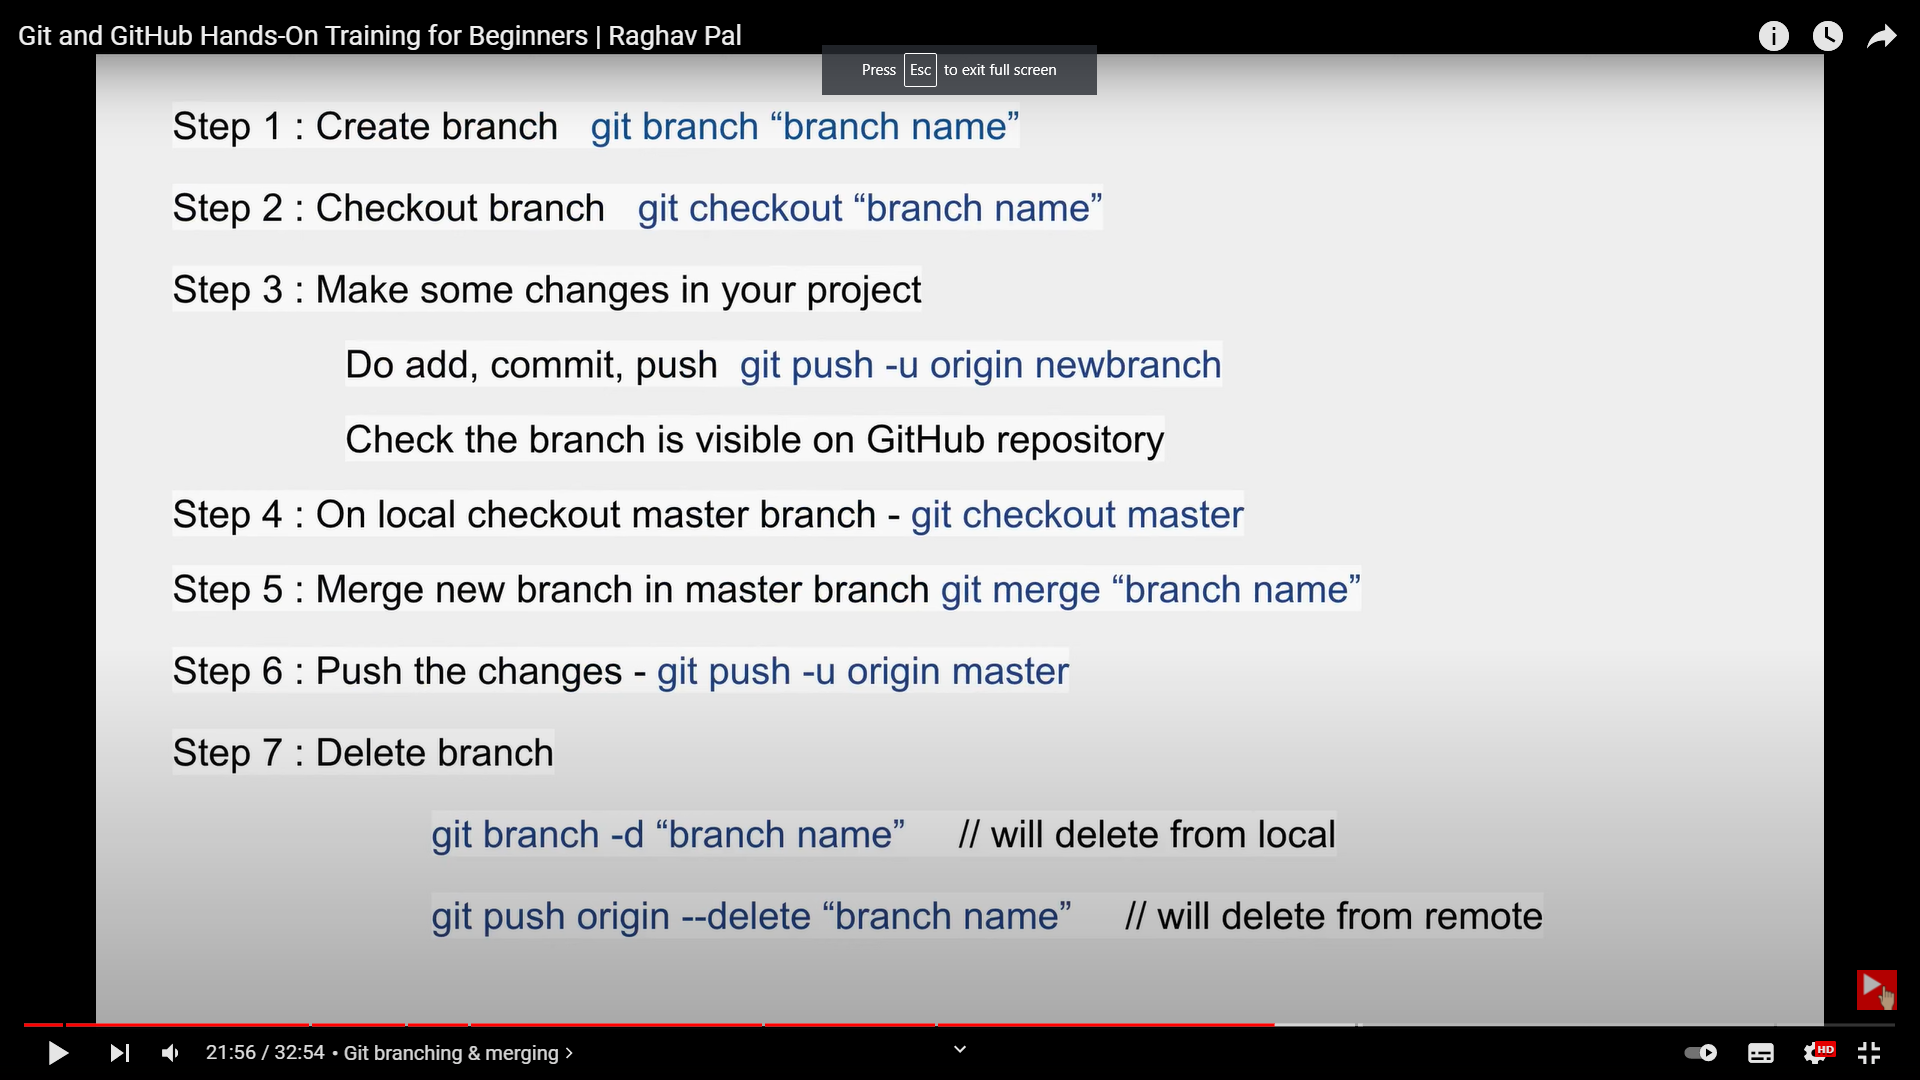 Git and GitHub Hands-On Training for Beginners | Raghav Pal
Press Esc to exit full screen
Step 1 : Create branch git branch “branch name”
Step 2 : Checkout branch git checkout “branch name”
Step 3 : Make some changes in your project
Do add, commit, push git push -u origin newbranch
Check the branch is visible on GitHub repository
Step 4 : On local checkout master branch - git checkout master
Step 5 : Merge new branch in master branch git merge “branch name”
Step 6 : Push the changes - git push -u origin master
Step 7 : Delete branch
git branch -d “branch name” // will delete from local
git push origin --delete “branch name” // will delete from remote
21:56 / 32:54 • Git branching & merging >
HD